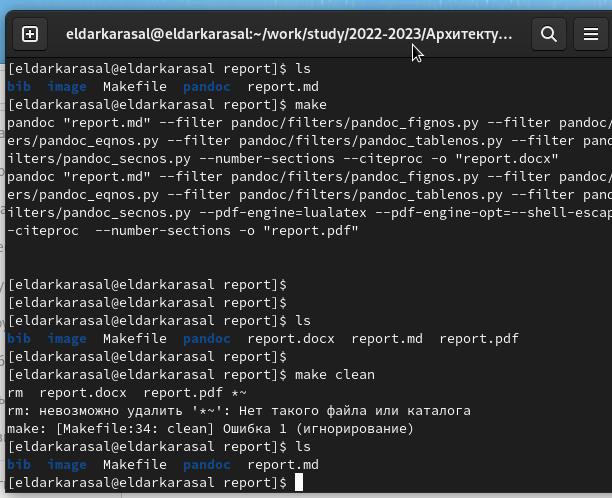 eldarkarasal@eldarkarasal:~/work/study/2022-2023/Архитекту...
[eldarkarasal@eldarkarasal report]$ ls
bib  image  Makefile  pandoc  report.md
[eldarkarasal@eldarkarasal report]$ make
pandoc "report.md" --filter pandoc/filters/pandoc_fignos.py --filter pandoc/
ers/pandoc_eqnos.py --filter pandoc/filters/pandoc_tablenos.py --filter pand
ilters/pandoc_secnos.py --number-sections --citeproc -o "report.docx"
pandoc "report.md" --filter pandoc/filters/pandoc_fignos.py --filter pandoc/
ers/pandoc_eqnos.py --filter pandoc/filters/pandoc_tablenos.py --filter pand
ilters/pandoc_secnos.py --pdf-engine=lualatex --pdf-engine-opt=--shell-escap
-citeproc  --number-sections -o "report.pdf"
[eldarkarasal@eldarkarasal report]$
[eldarkarasal@eldarkarasal report]$
[eldarkarasal@eldarkarasal report]$ ls
bib  image  Makefile  pandoc  report.docx  report.md  report.pdf
[eldarkarasal@eldarkarasal report]$
[eldarkarasal@eldarkarasal report]$ make clean
rm  report.docx  report.pdf *~
rm: невозможно удалить '*~': Нет такого файла или каталога
make: [Makefile:34: clean] Ошибка 1 (игнорирование)
[eldarkarasal@eldarkarasal report]$ ls
bib  image  Makefile  pandoc  report.md
[eldarkarasal@eldarkarasal report]$